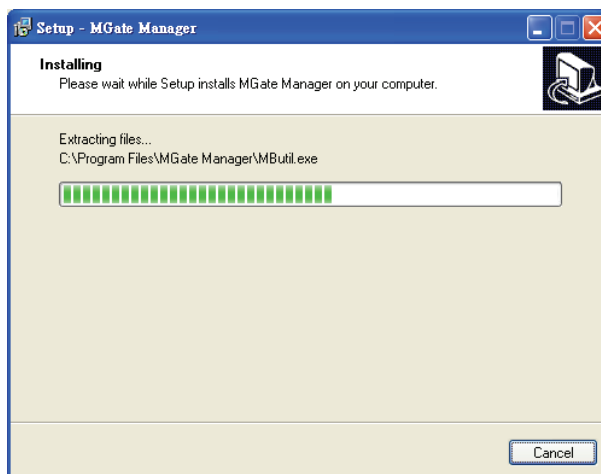 Setup - MGate Manager
Installing
Please wait while Setup installs MGate Manager on your computer.
Extracting files...
C:\Program Files\MGate Manager\MButil.exe
Cancel